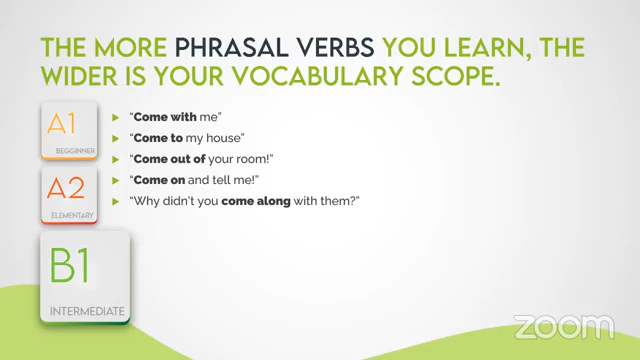 THE MORE PHRASAL VERBS YOU LEARN, THE
WIDER IS YOUR VOCABULARY SCOPE.
A1
BEGGINNER
A2
ELEMENTARY
B1
INTERMEDIATE
“Come with me”
“Come to my house”
“Come out of your room!”
“Come on and tell me!”
“Why didn’t you come along with them?”
zoom